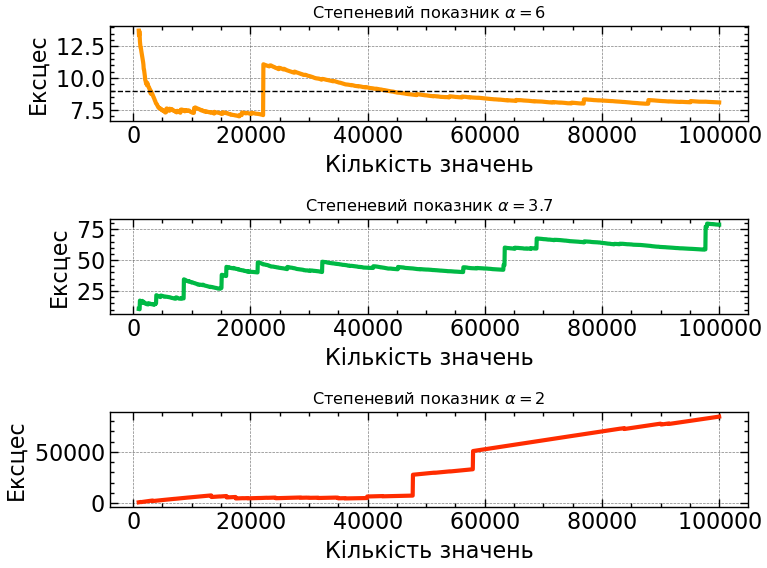 Степеневий показник α = 6
12.5
10.0
7.5
Ексцес
0 20000 40000 60000 80000 100000
Кількість значень
Степеневий показник α = 3.7
75
50
25
Ексцес
0 20000 40000 60000 80000 100000
Кількість значень
Степеневий показник α = 2
50000
0
Ексцес
0 20000 40000 60000 80000 100000
Кількість значень